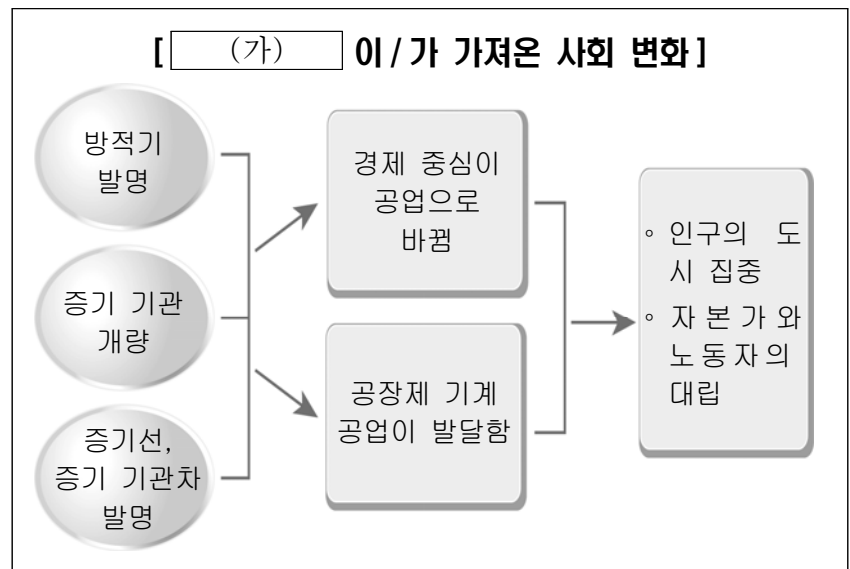 [ (가) 이/가 가져온 사회 변화]
방적기
발명
증기 기관
개량
증기선,
증기 기관차
발명
경제 중심이
공업으로
바뀜
공장제 기계
공업이 발달함
◦ 인구의 도
시 집중
◦ 자본가와
노동자의
대립